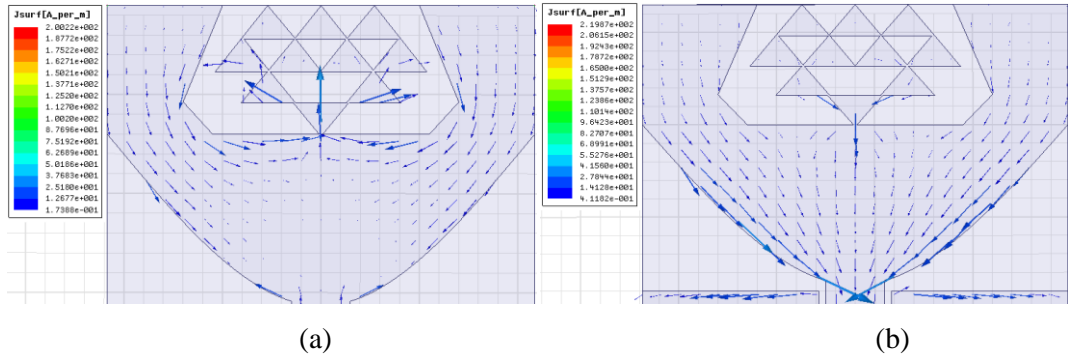 Jsurf[A_per_m]
2.0022e+002
1.8772e+002
1.7522e+002
1.6271e+002
1.5021e+002
1.3771e+002
1.2520e+002
1.1270e+002
1.0020e+002
8.7696e+001
7.5192e+001
6.2689e+001
5.0186e+001
3.7683e+001
2.5180e+001
1.2677e+001
1.7388e-001
(a)
Jsurf[A_per_m]
2.1987e+002
2.0615e+002
1.9243e+002
1.7872e+002
1.6500e+002
1.5129e+002
1.3757e+002
1.2386e+002
1.1014e+002
9.6423e+001
8.2707e+001
6.8991e+001
5.5276e+001
4.1560e+001
2.7844e+001
1.4128e+001
4.1182e-001
(b)